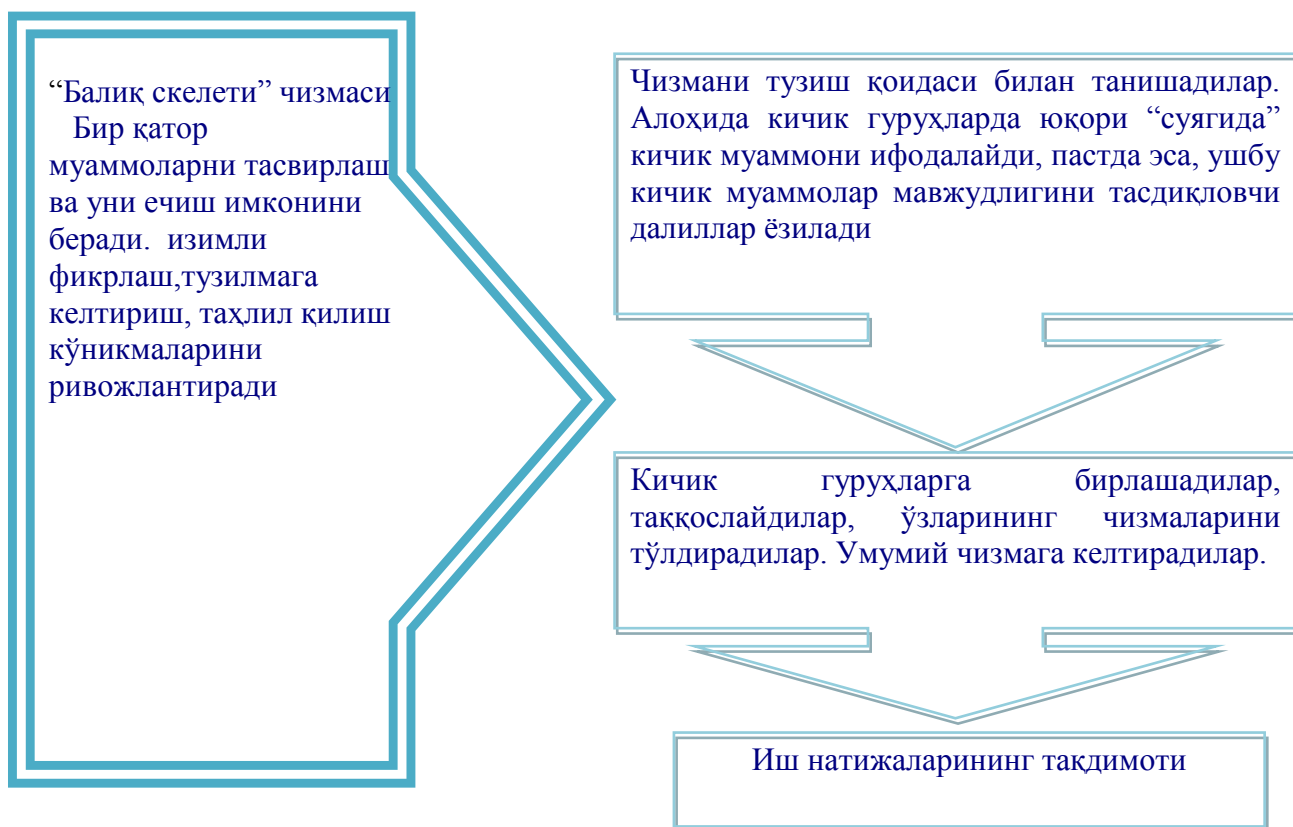 “Балиқ скелети” чизмаси
Бир қатор
муаммоларни тасвирлаш
ва уни ечиш имконини
беради. изимли
фикрлаш,тузилмага
келтириш, таҳлил қилиш
кўникмаларини
ривожлантиради
Чизмани тузиш қоидаси билан танишадилар.
Алоҳида кичик гуруҳларда юқори “суягида”
кичик муаммони ифодалайди, пастда эса, ушбу
кичик муаммолар мавжудлигини тасдиқловчи
далиллар ёзилади
Кичик гуруҳларга бирлашадилар,
таққослайдилар, ўзларининг чизмаларини
тўлдирадилар. Умумий чизмага келтирадилар.
Иш натижаларининг тақдимоти